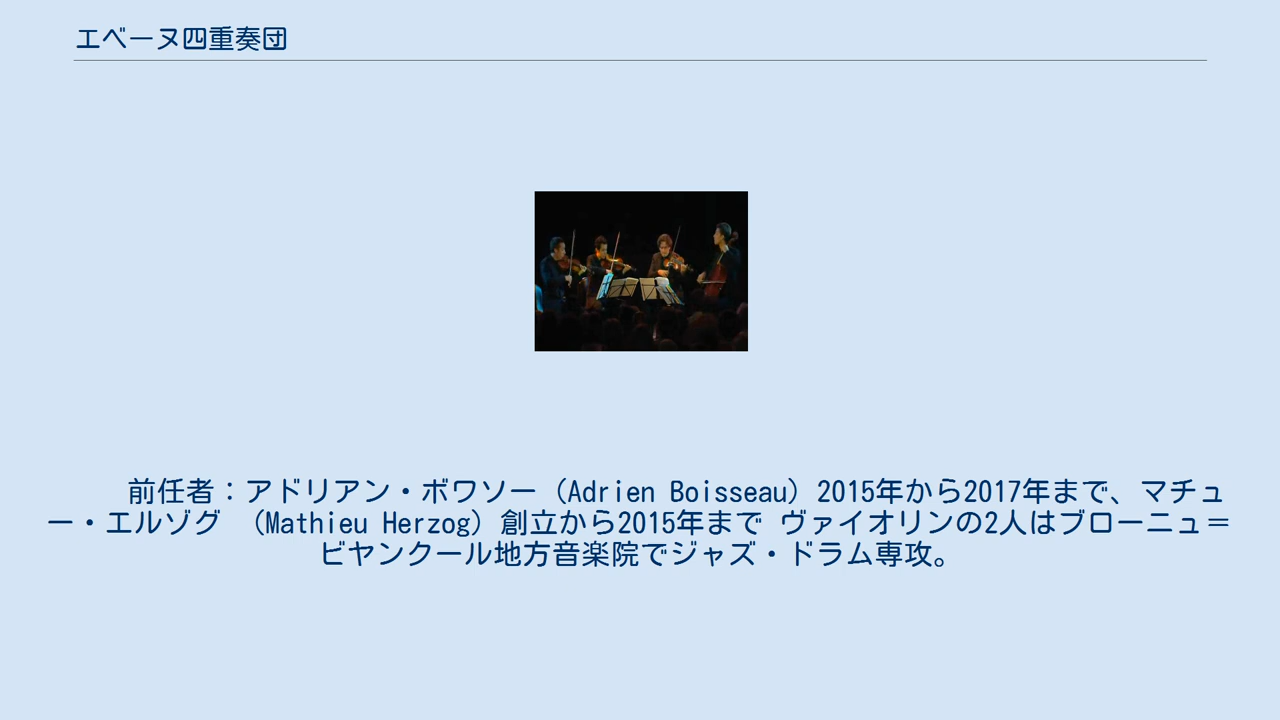 エベーヌ四重奏団
前任者：アドリアン・ボワソー（Adrien Boisseau）2015年から2017年まで、マチュ
ー・エルゾグ （Mathieu Herzog）創立から2015年まで ヴァイオリンの2人はブローニュ＝
ビヤンクール地方音楽院でジャズ・ドラム専攻。